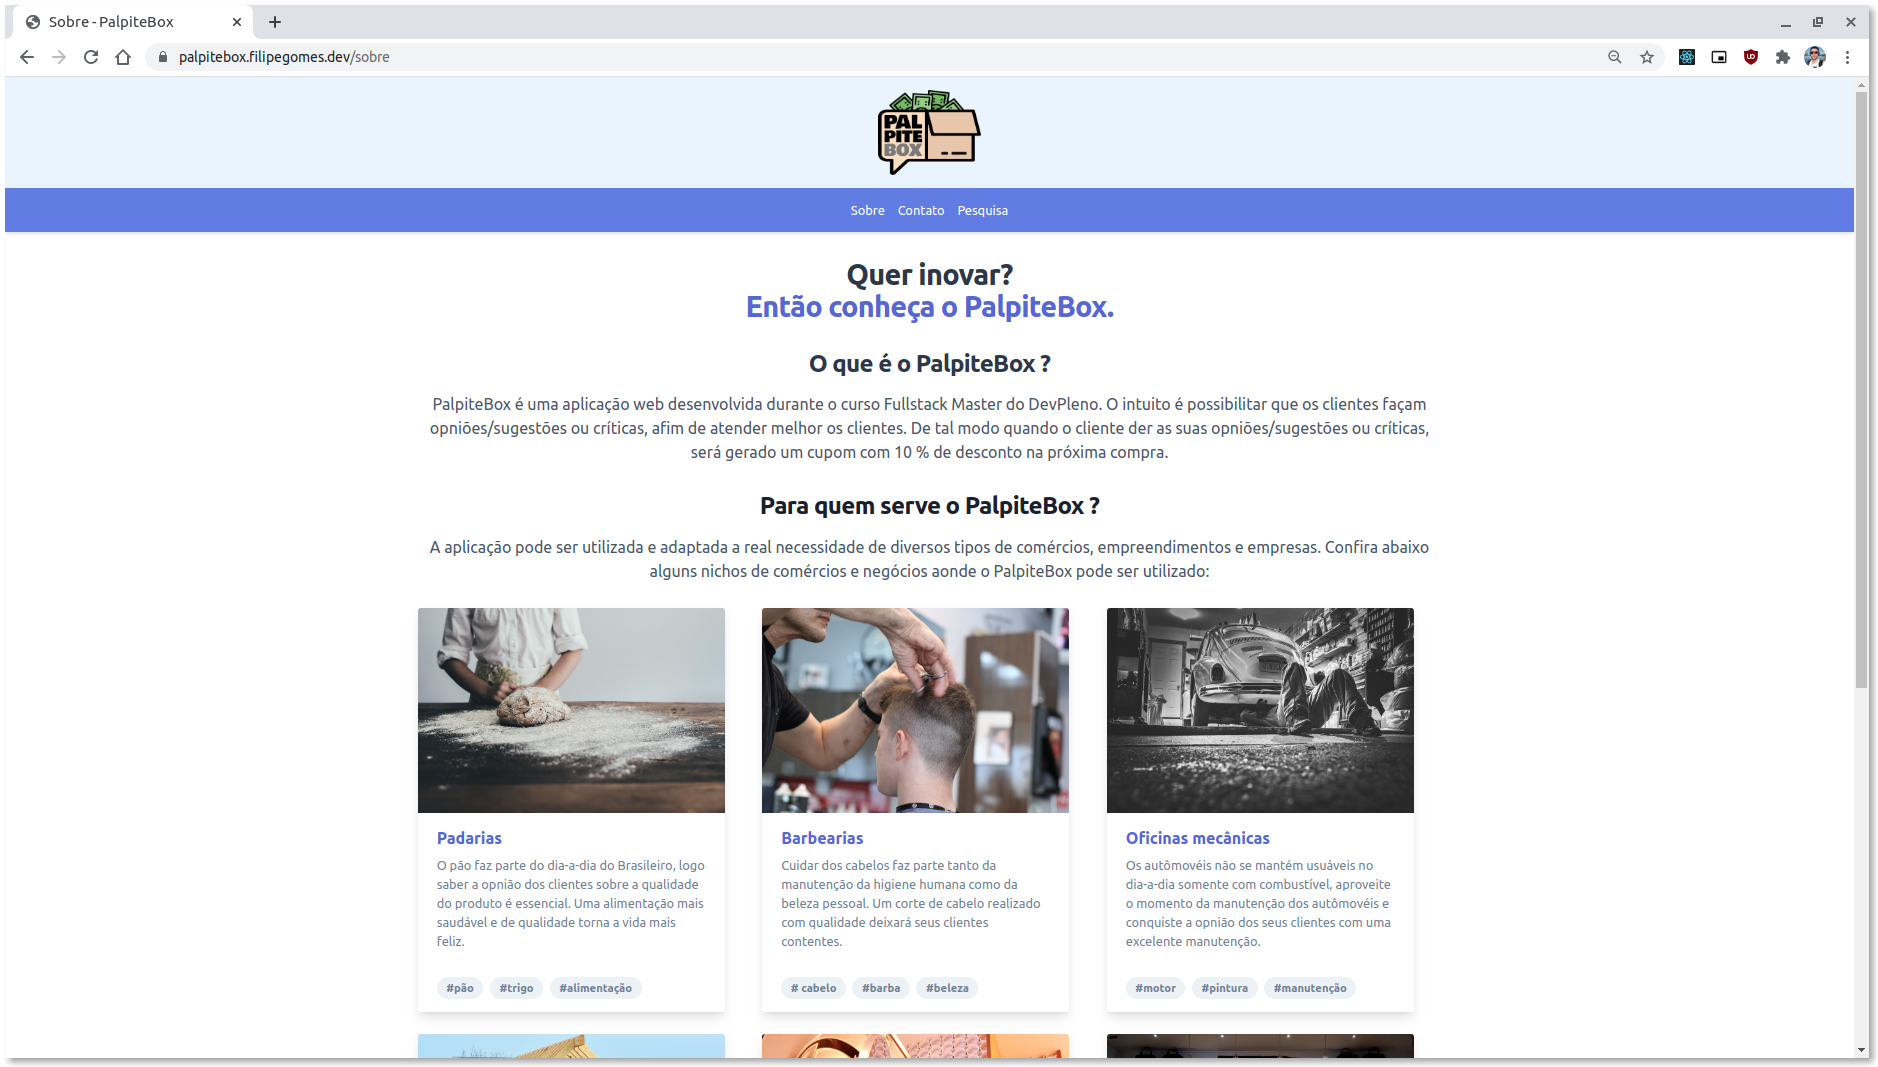 Sobre - PalpiteBox
palpitebox.filipegomes.dev/sobre
PAL
PITE
BOX
Sobre Contato Pesquisa
Quer inovar?
Então conheça o PalpiteBox.
O que é o PalpiteBox ?
PalpiteBox é uma aplicação web desenvolvida durante o curso Fullstack Master do DevPleno. O intuito é possibilitar que os clientes façam
opniões/sugestões ou críticas, afim de atender melhor os clientes. De tal modo quando o cliente der as suas opniões/sugestões ou críticas,
será gerado um cupom com 10 % de desconto na próxima compra.
Para quem serve o PalpiteBox ?
A aplicação pode ser utilizada e adaptada a real necessidade de diversos tipos de comércios, empreendimentos e empresas. Confira abaixo
alguns nichos de comércios e negócios aonde o PalpiteBox pode ser utilizado:
Padarias
O pão faz parte do dia-a-dia do Brasileiro, logo
saber a opnião dos clientes sobre a qualidade
do produto é essencial. Uma alimentação mais
saudável e de qualidade torna a vida mais
feliz.
#pão #trigo #alimentação
Barbearias
Cuidar dos cabelos faz parte tanto da
manutenção da higiene humana como da
beleza pessoal. Um corte de cabelo realizado
com qualidade deixará seus clientes
contentes.
# cabelo #barba #beleza
Oficinas mecânicas
Os autômovéis não se mantém usuáveis no
dia-a-dia somente com combustível, aproveite
o momento da manutenção dos autômovéis e
conquiste a opnião dos seus clientes com uma
excelente manutenção.
#motor #pintura #manutenção